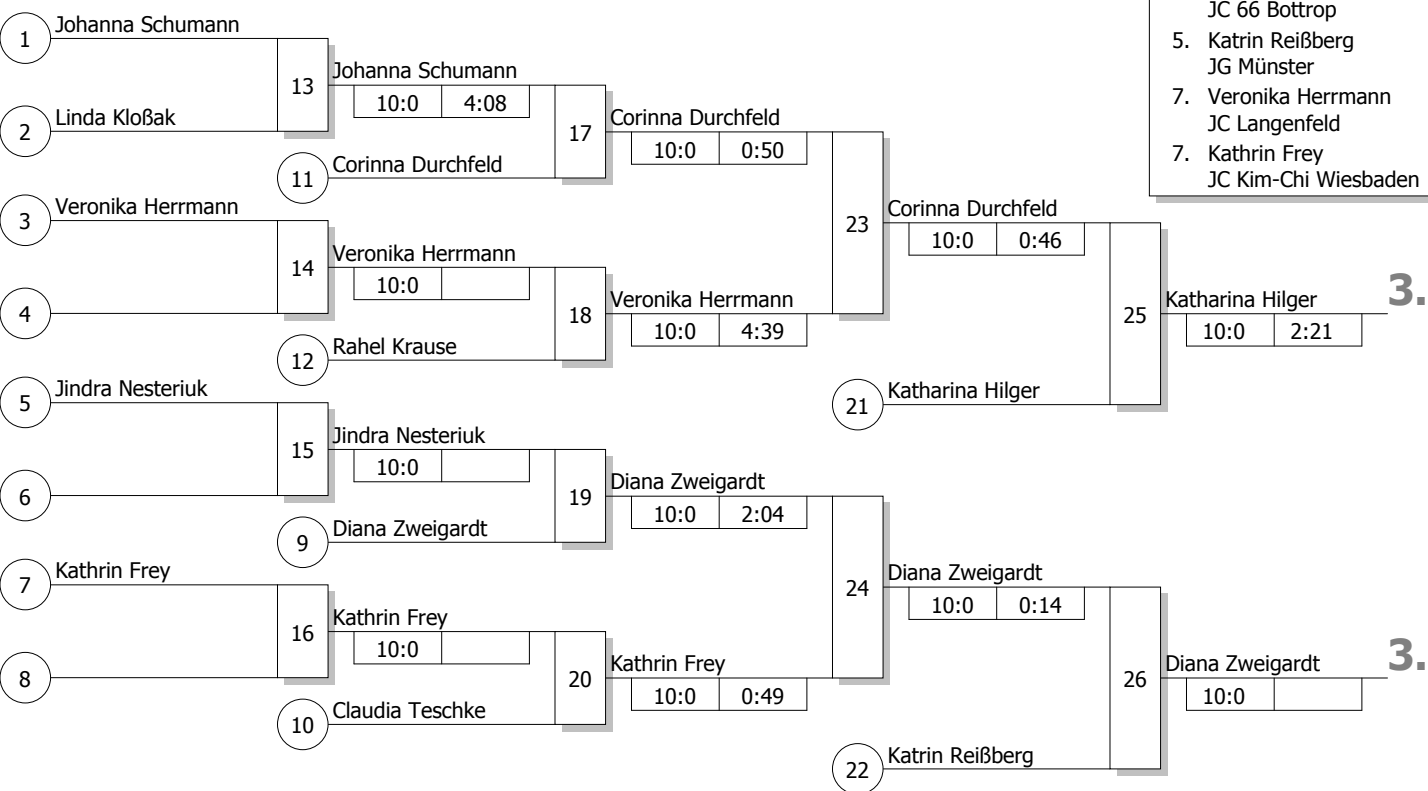 JC 66 Bottrop
5. Katrin Reißberg
JG Münster
7. Veronika Herrmann
JC Langenfeld
7. Kathrin Frey
JC Kim-Chi Wiesbaden
1 Johanna Schumann
13
Johanna Schumann
10:0 4:08
2 Linda Kloßak
17
Corinna Durchfeld
10:0 0:50
11 Corinna Durchfeld
3 Veronika Herrmann
23
Corinna Durchfeld
10:0 0:46
14
Veronika Herrmann
10:0
4
18
Veronika Herrmann
10:0 4:39
25
Katharina Hilger 3.
10:0 2:21
12 Rahel Krause
5 Jindra Nesteriuk
21 Katharina Hilger
15
Jindra Nesteriuk
10:0
6
19
Diana Zweigardt
10:0 2:04
9 Diana Zweigardt
7 Kathrin Frey
24
Diana Zweigardt
10:0 0:14
16
Kathrin Frey
10:0
8
20
Kathrin Frey
10:0 0:49
26
Diana Zweigardt 3.
10:0
10 Claudia Teschke
22 Katrin Reißberg